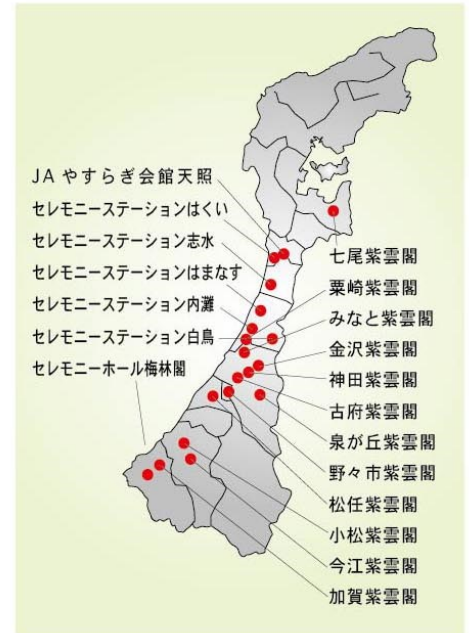 JAやすらぎ会館天照
セレモニーステーションはくい
セレモニーステーション志水
セレモニーステーションはまなす
セレモニーステーション内灘
セレモニーステーション白鳥
セレモニーホール梅林閣
七尾紫雲閣
粟崎紫雲閣
みなと紫雲閣
金沢紫雲閣
神田紫雲閣
古府紫雲閣
泉が丘紫雲閣
野々市紫雲閣
松任紫雲閣
小松紫雲閣
今江紫雲閣
加賀紫雲閣